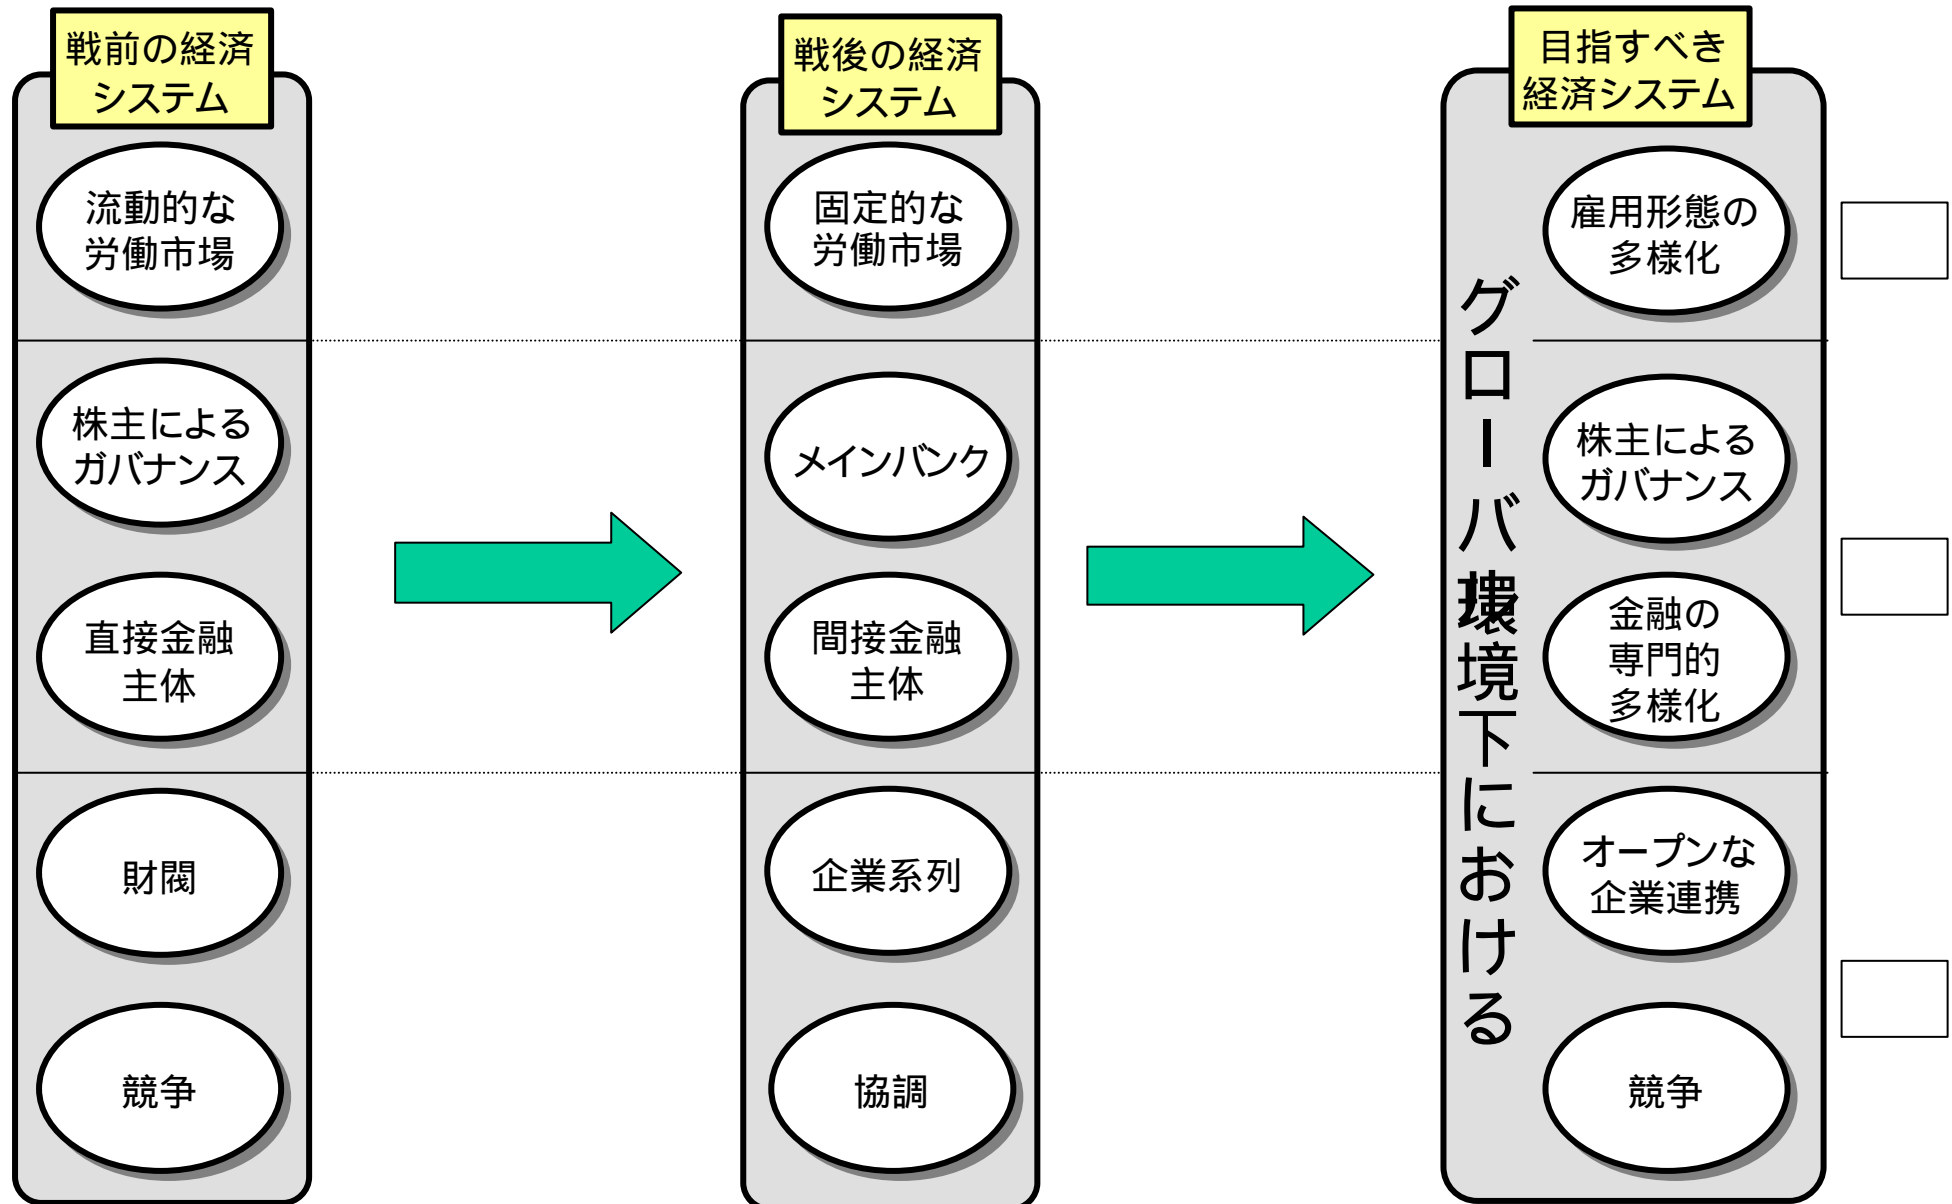 戦前の経済
システム
流動的な
労働市場
株主による
ガバナンス
直接金融
主体
財閥
競争
戦後の経済
システム
固定的な
労働市場
メインバンク
間接金融
主体
企業系列
協調
目指すべき
経済システム
グローバル環境下における
雇用形態の
多様化
株主による
ガバナンス
金融の
専門的
多様化
オープンな
企業連携
競争